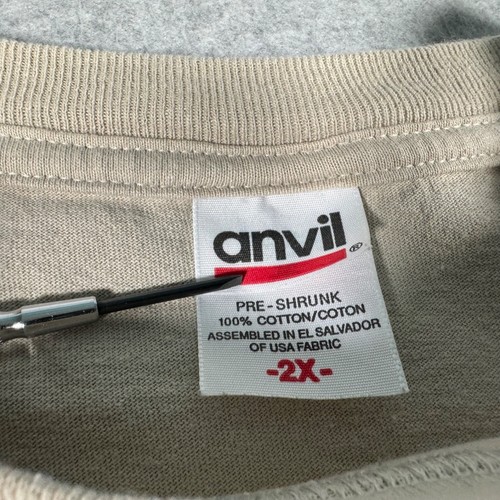 anvil®
PRE-SHRUNK
100% COTTON/COTON
ASSEMBLED IN EL SALVADOR
OF USA FABRIC
-2X-